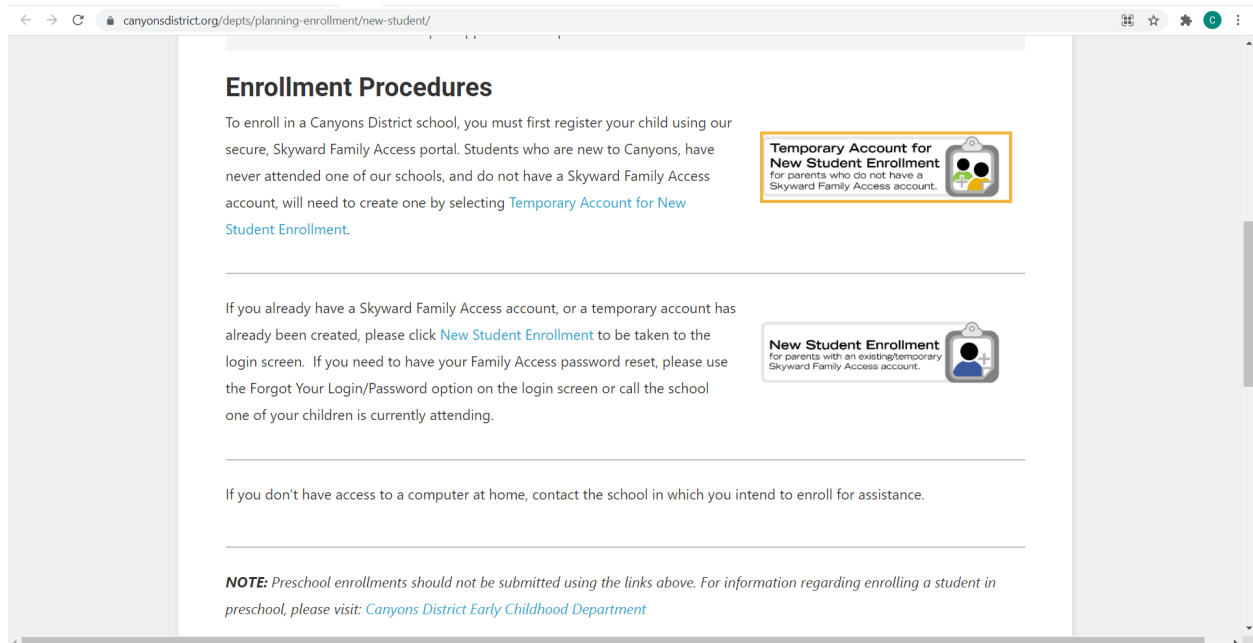 canyonsdistrict.org/depts/planning-enrollment/new-student/
C
Enrollment Procedures
To enroll in a Canyons District school, you must first register your child using our
secure, Skyward Family Access portal. Students who are new to Canyons, have
never attended one of our schools, and do not have a Skyward Family Access
account, will need to create one by selecting Temporary Account for New
Student Enrollment.
Temporary Account for
New Student Enrollment
for parents who do not have a
Skyward Family Access account.
If you already have a Skyward Family Access account, or a temporary account has
already been created, please click New Student Enrollment to be taken to the
login screen.  If you need to have your Family Access password reset, please use
the Forgot Your Login/Password option on the login screen or call the school
one of your children is currently attending.
New Student Enrollment
for parents with an existing/temporary
Skyward Family Access account.
If you don't have access to a computer at home, contact the school in which you intend to enroll for assistance.
NOTE: Preschool enrollments should not be submitted using the links above. For information regarding enrolling a student in
preschool, please visit: Canyons District Early Childhood Department